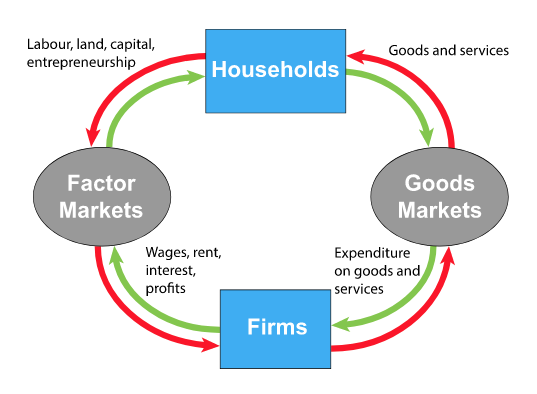 Labour, land, capital,
entrepreneurship
Households
Goods and services
Factor
Markets
Goods
Markets
Wages, rent,
interest,
profits
Expenditure
on goods and
services
Firms